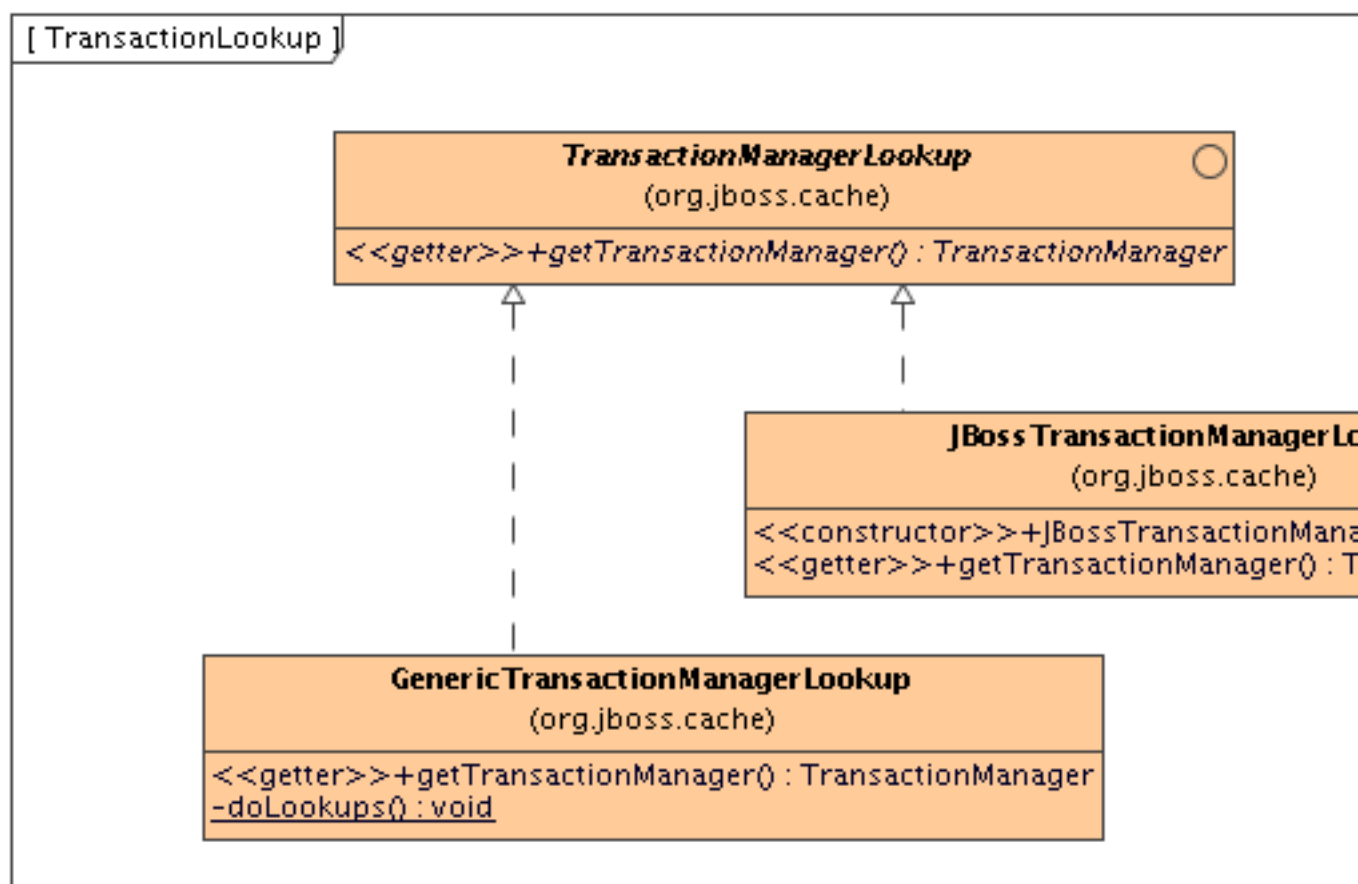 [ TransactionLookup ]
TransactionManagerLookup
(org.jboss.cache)
<<getter>>+getTransactionManager() : TransactionManager
JBossTransactionManagerLo
(org.jboss.cache)
<<constructor>>+JBossTransactionMana
<<getter>>+getTransactionManager() : T
GenericTransactionManagerLookup
(org.jboss.cache)
<<getter>>+getTransactionManager() : TransactionManager
-doLookups() : void